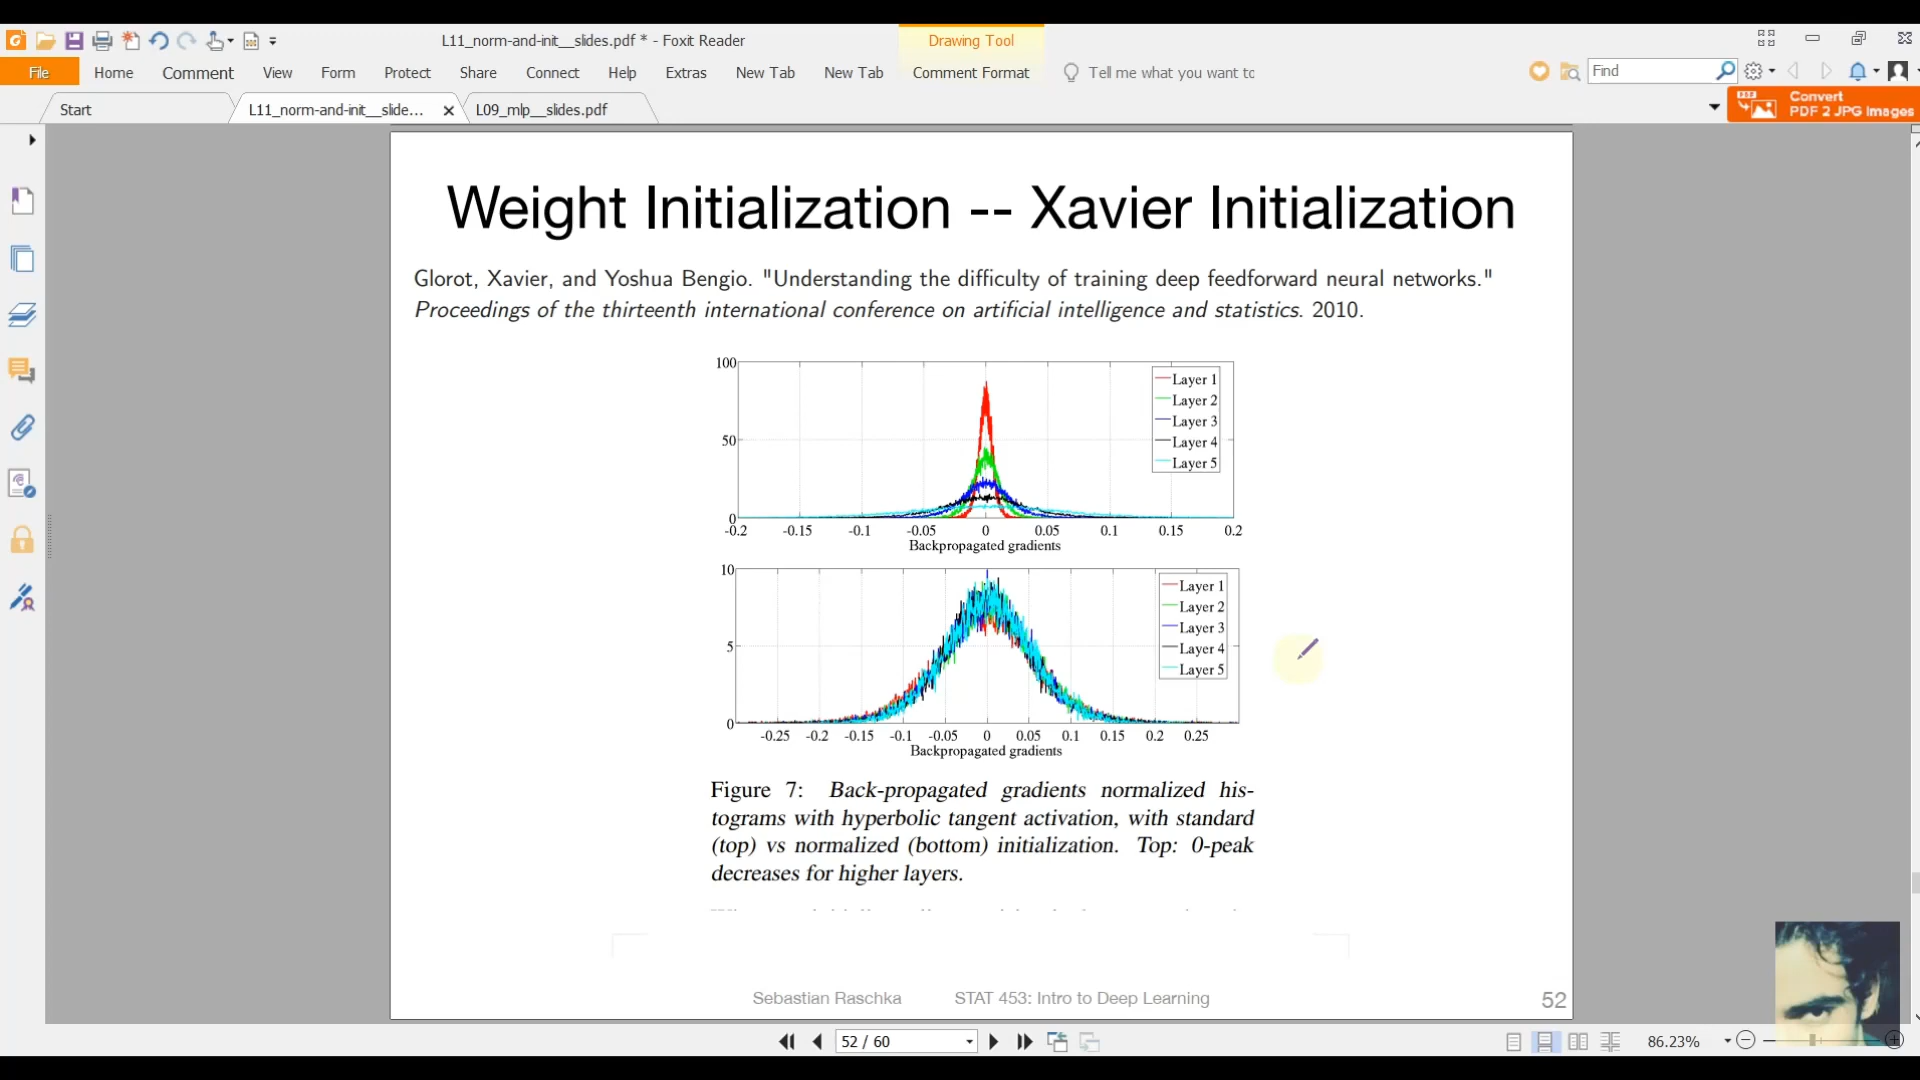 L11_norm-and-init__slides.pdf * - Foxit Reader
Drawing Tool
File Home Comment View Form Protect Share Connect Help Extras New Tab New Tab Comment Format Tell me what you want to Find
Start L11_norm-and-init__slide... L09_mlp__slides.pdf
PDF Convert
PDF 2 JPG Images
Weight Initialization -- Xavier Initialization
Glorot, Xavier, and Yoshua Bengio. "Understanding the difficulty of training deep feedforward neural networks."
Proceedings of the thirteenth international conference on artificial intelligence and statistics. 2010.
100
50
0
Layer 1
Layer 2
Layer 3
Layer 4
Layer 5
-0.2 -0.15 -0.1 -0.05 0 0.05 0.1 0.15 0.2
Backpropagated gradients
10
5
0
Layer 1
Layer 2
Layer 3
Layer 4
Layer 5
-0.25 -0.2 -0.15 -0.1 -0.05 0 0.05 0.1 0.15 0.2 0.25
Backpropagated gradients
Figure 7: Back-propagated gradients normalized his-
tograms with hyperbolic tangent activation, with standard
(top) vs normalized (bottom) initialization. Top: 0-peak
decreases for higher layers.
Sebastian Raschka STAT 453: Intro to Deep Learning 52
52 / 60 86.23%